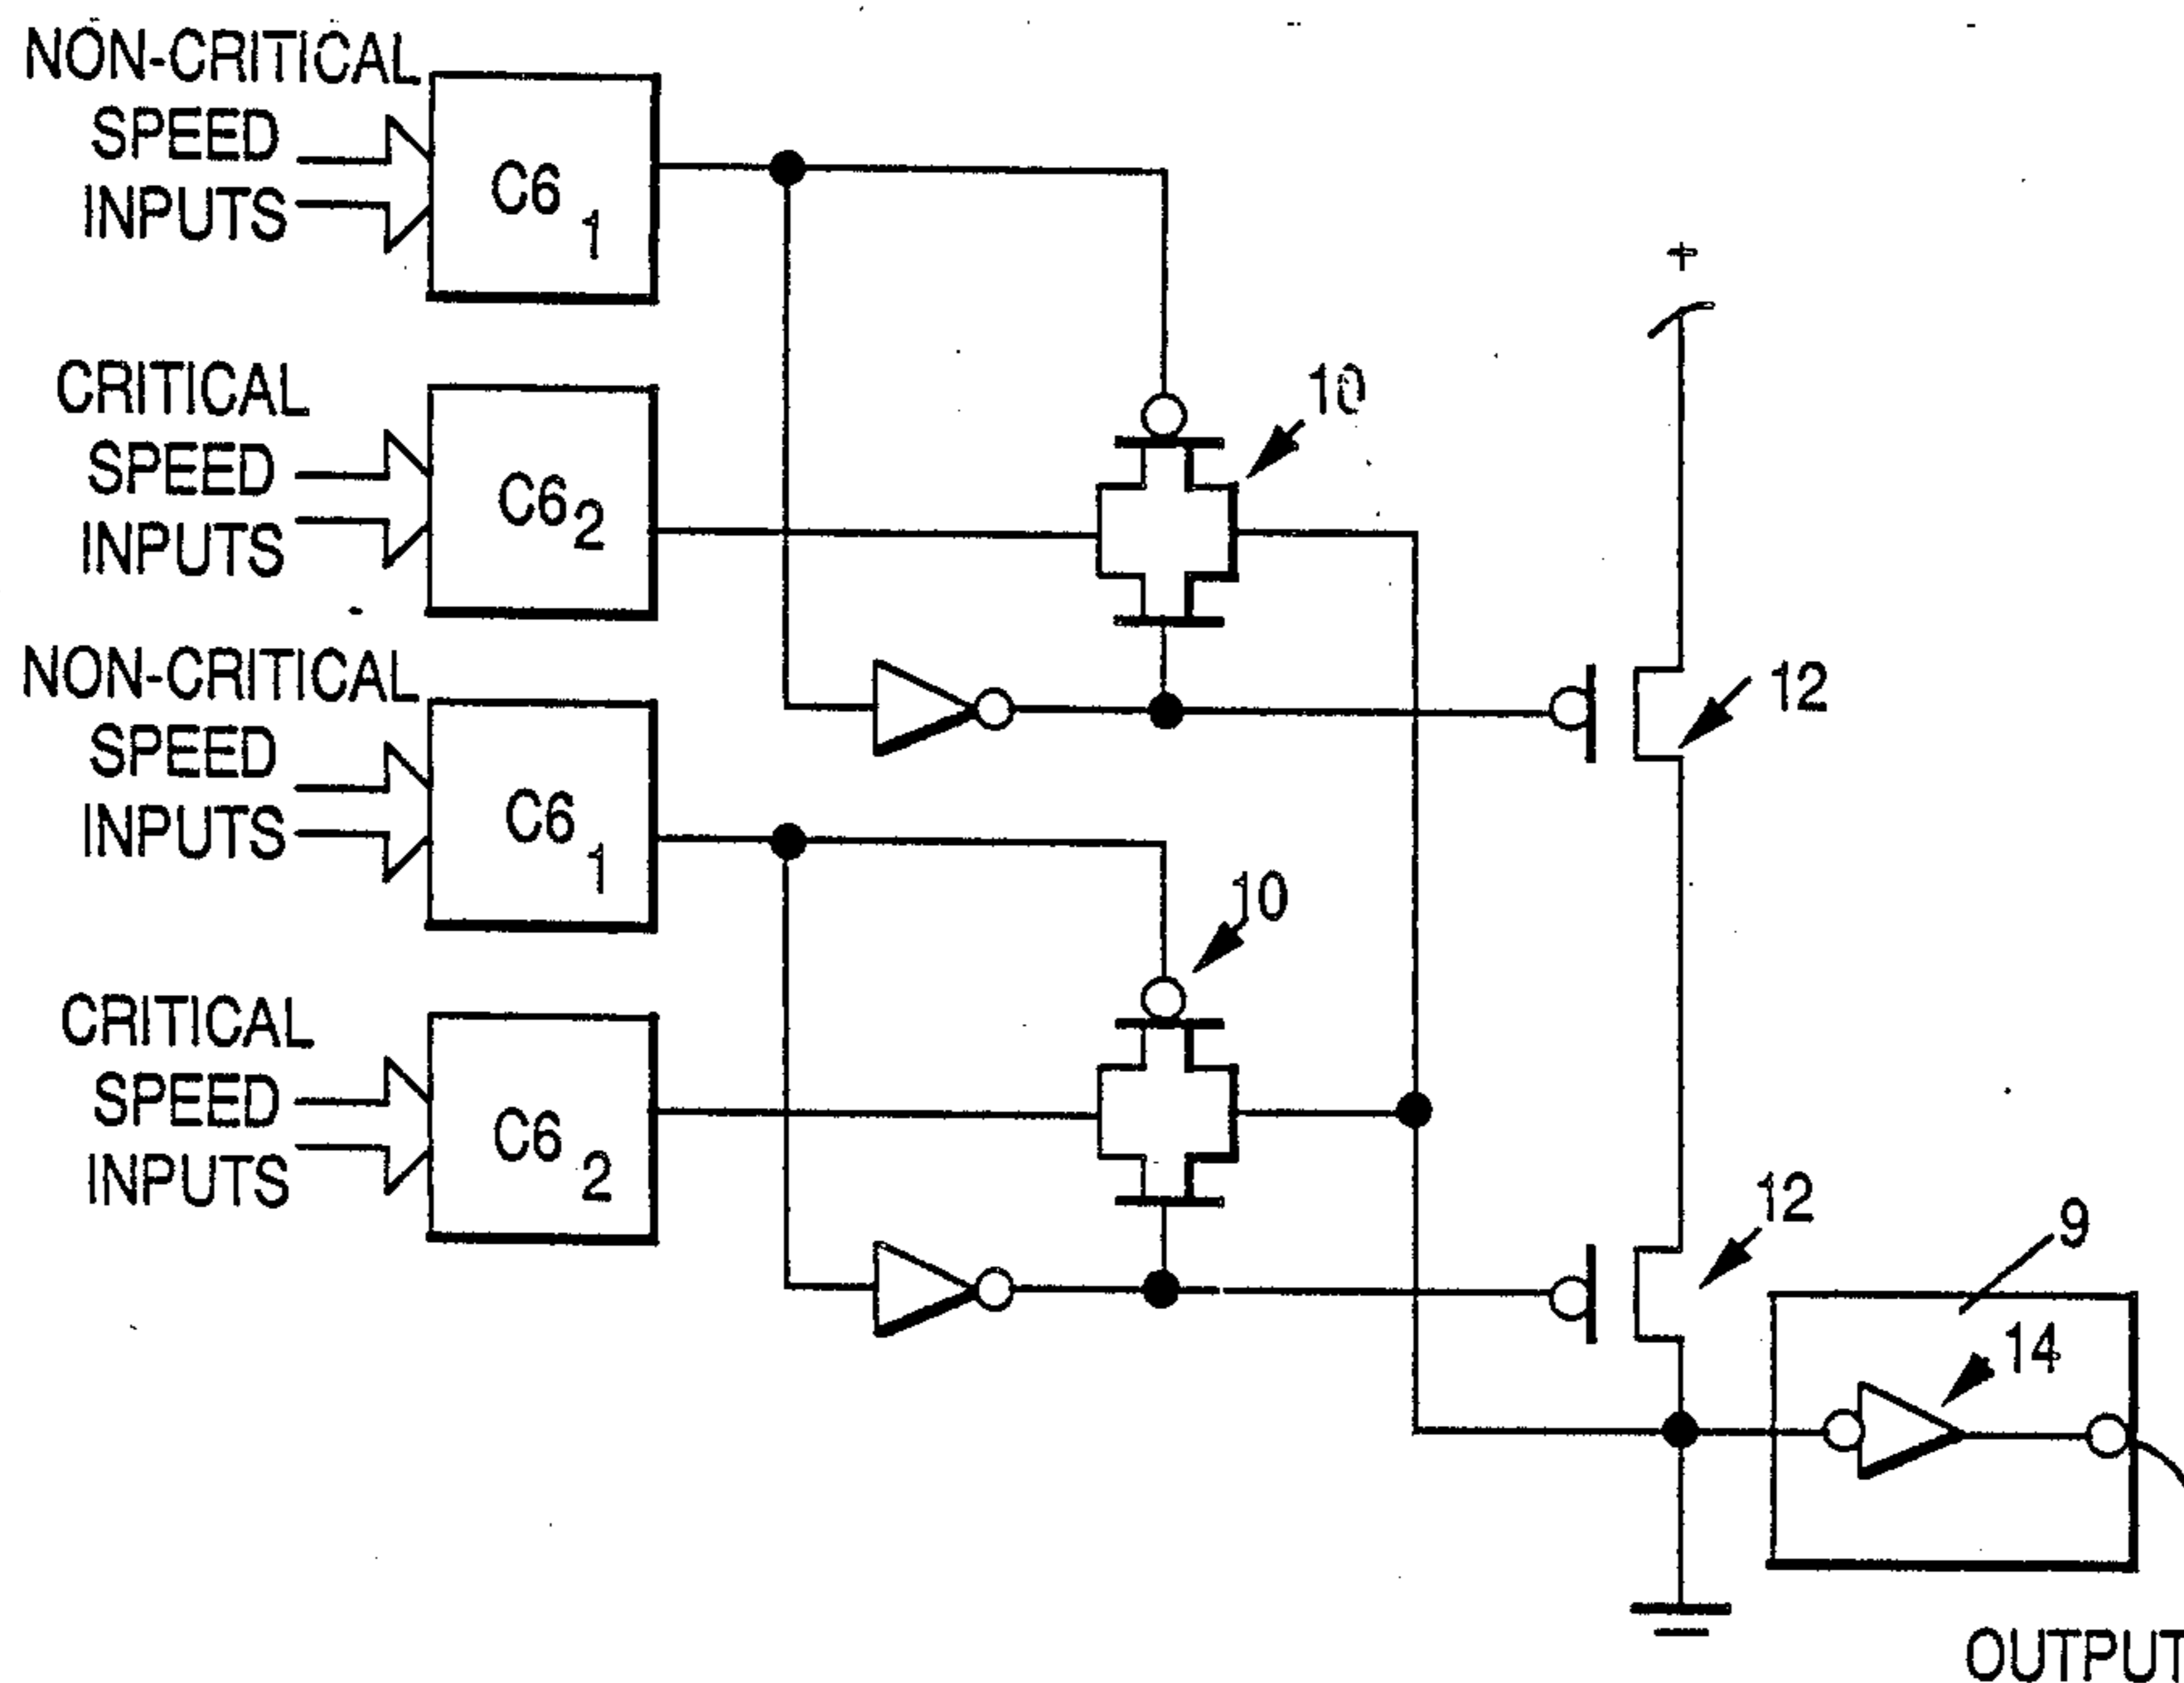 NON-CRITICAL
SPEED
INPUTS
C6 1
CRITICAL
SPEED
INPUTS
C6 2
10
+
12
NON-CRITICAL
SPEED
INPUTS
C6 1
10
CRITICAL
SPEED
INPUTS
C6 2
12
9
14
OUTPUT